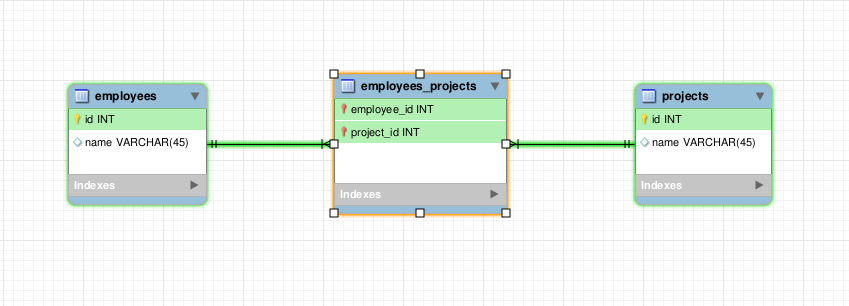 employees
id INT
name VARCHAR(45)
Indexes
employees_projects
employee_id INT
project_id INT
Indexes
projects
id INT
name VARCHAR(45)
Indexes